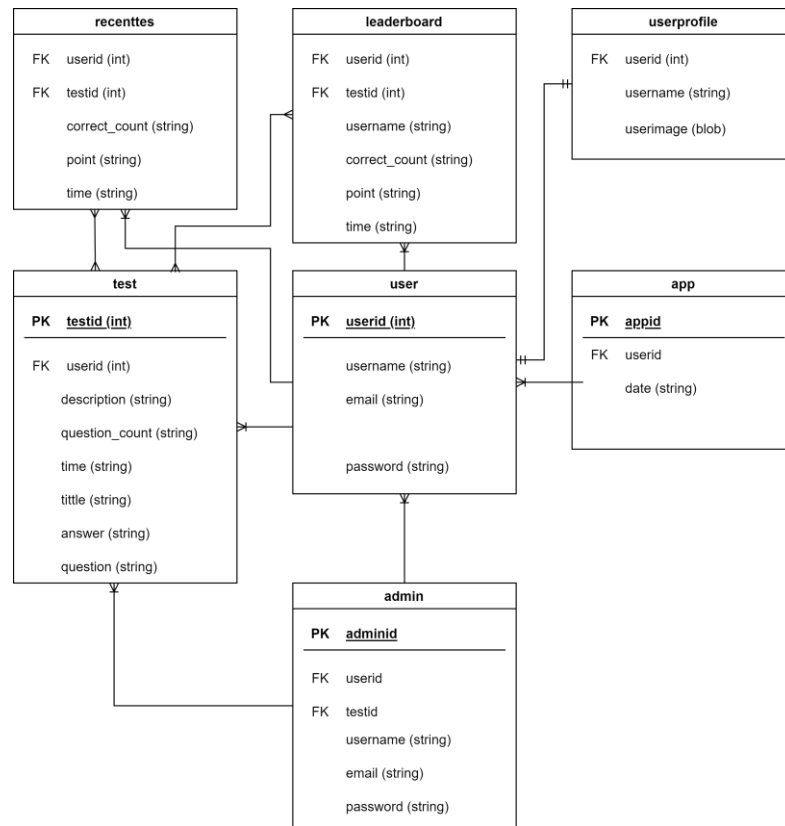 recenttes
FK userid (int)
FK testid (int)
correct_count (string)
point (string)
time (string)
leaderboard
FK userid (int)
FK testid (int)
username (string)
correct_count (string)
point (string)
time (string)
userprofile
FK userid (int)
username (string)
userimage (blob)
test
PK testid (int)
FK userid (int)
description (string)
question_count (string)
time (string)
tittle (string)
answer (string)
question (string)
user
PK userid (int)
username (string)
email (string)
password (string)
app
PK appid
FK userid
date (string)
admin
PK adminid
FK userid
FK testid
username (string)
email (string)
password (string)